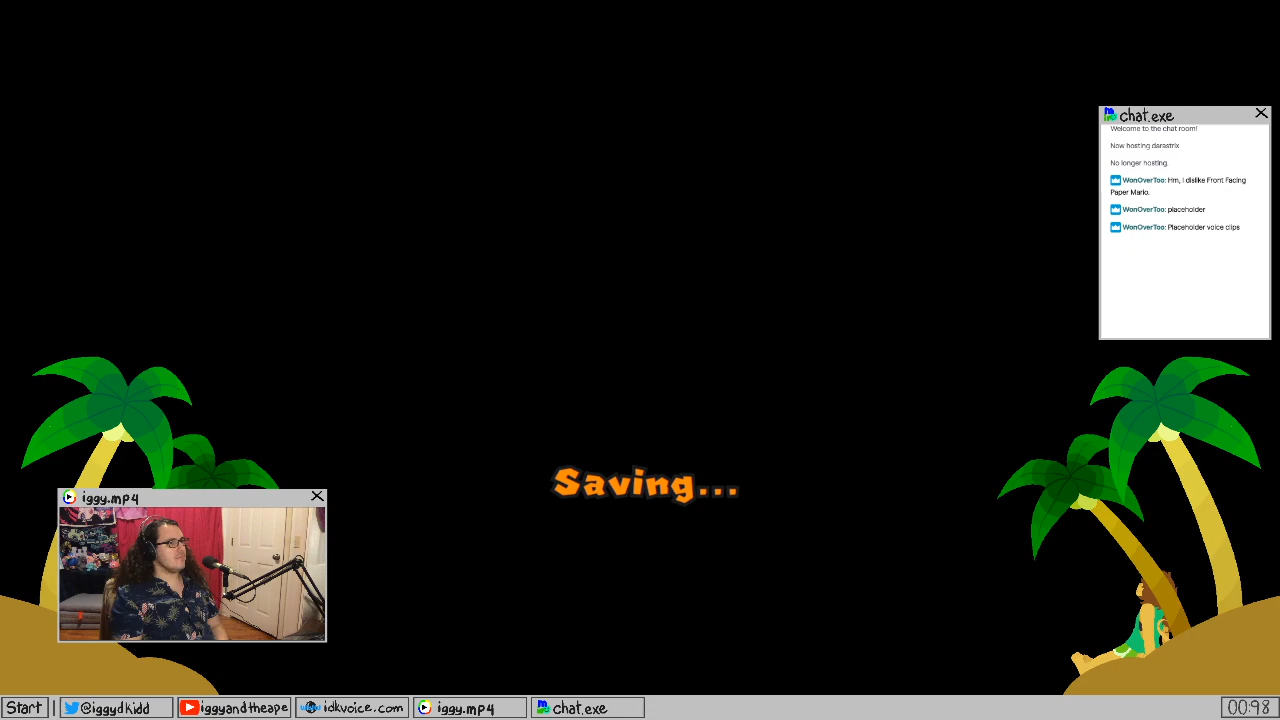 chat.exe
Welcome to the chat room!
Now hosting darastrix
No longer hosting.
WonOverToo: Hm, I dislike Front Facing
Paper Mario.
WonOverToo: placeholder
WonOverToo: Placeholder voice clips
Saving...
iggy.mp4
Start | @iggydkidd iggyandtheape idkvoice.com iggy.mp4 chat.exe 00:98